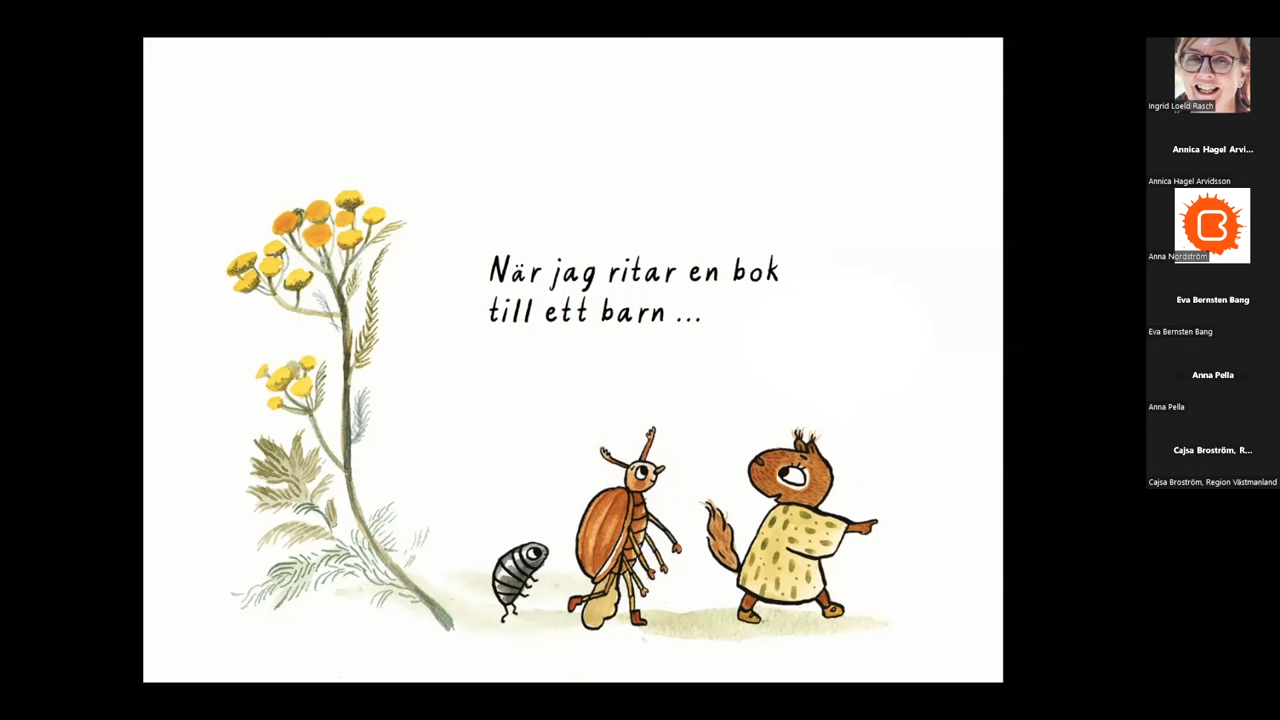 När jag ritar en bok
till ett barn ...
Ingrid Loeld Rasch
Annica Hagel Arvi...
Annica Hagel Arvidsson
Anna Nordström
Eva Bernsten Bang
Eva Bernsten Bang
Anna Pella
Anna Pella
Cajsa Broström, R...
Cajsa Broström, Region Västmanland